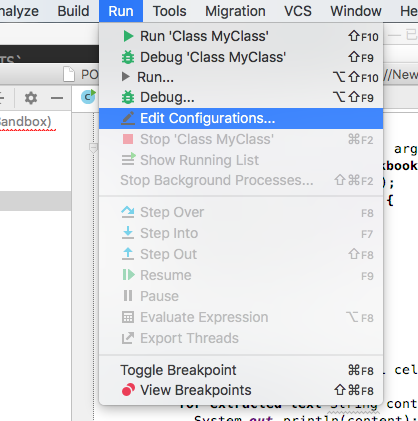 nalyze Build Run Tools Migration VCS Window He
Run 'Class MyClass' ⇧F10
Debug 'Class MyClass' ⇧F9
Run... ⌥⇧F10
Debug... ⌥⇧F9
Edit Configurations...
Stop 'Class MyClass' ⌘F2
Show Running List
Stop Background Processes... ⇧⌘F2
Step Over F8
Step Into F7
Step Out ⇧F8
Resume F9
Pause
Evaluate Expression ⌥F8
Export Threads
Toggle Breakpoint ⌘F8
View Breakpoints ⇧⌘F8
TS`
PO
//New
andbox)
C
arg
kbook
);
{
cel
for extracted text String cont
System.out.println(content);